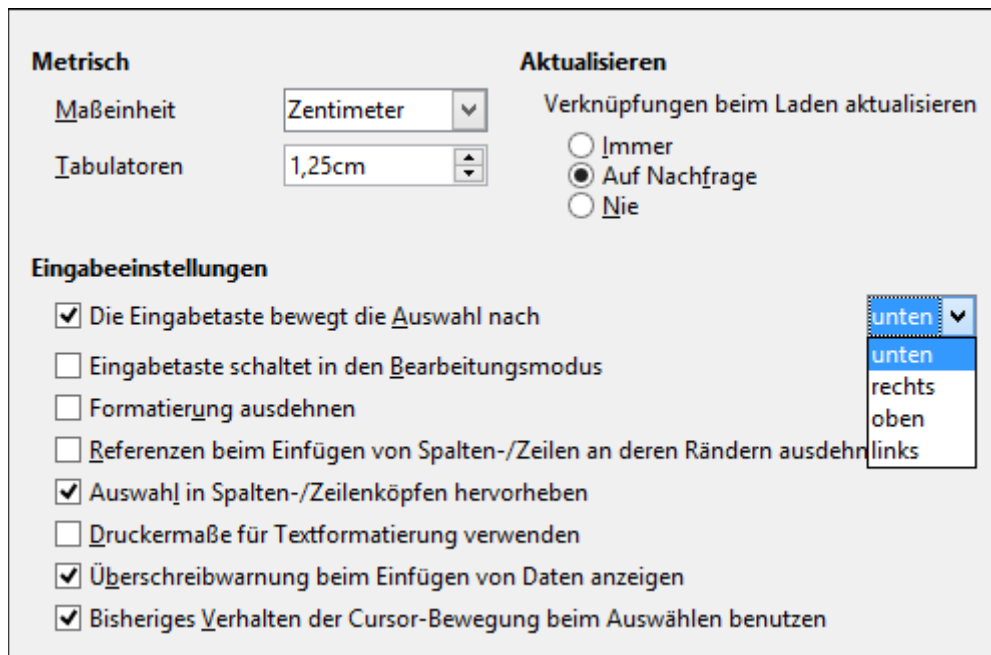 Metrisch
Maßeinheit Zentimeter
Tabulatoren 1,25cm
Aktualisieren
Verknüpfungen beim Laden aktualisieren
Immer
Auf Nachfrage
Nie
Eingabeeinstellungen
Die Eingabetaste bewegt die Auswahl nach unten
unten
rechts
oben
links
Eingabetaste schaltet in den Bearbeitungsmodus
Formatierung ausdehnen
Referenzen beim Einfügen von Spalten-/Zeilen an deren Rändern ausdehn
Auswahl in Spalten-/Zeilenköpfen hervorheben
Druckermaße für Textformatierung verwenden
Überschreibwarnung beim Einfügen von Daten anzeigen
Bisheriges Verhalten der Cursor-Bewegung beim Auswählen benutzen